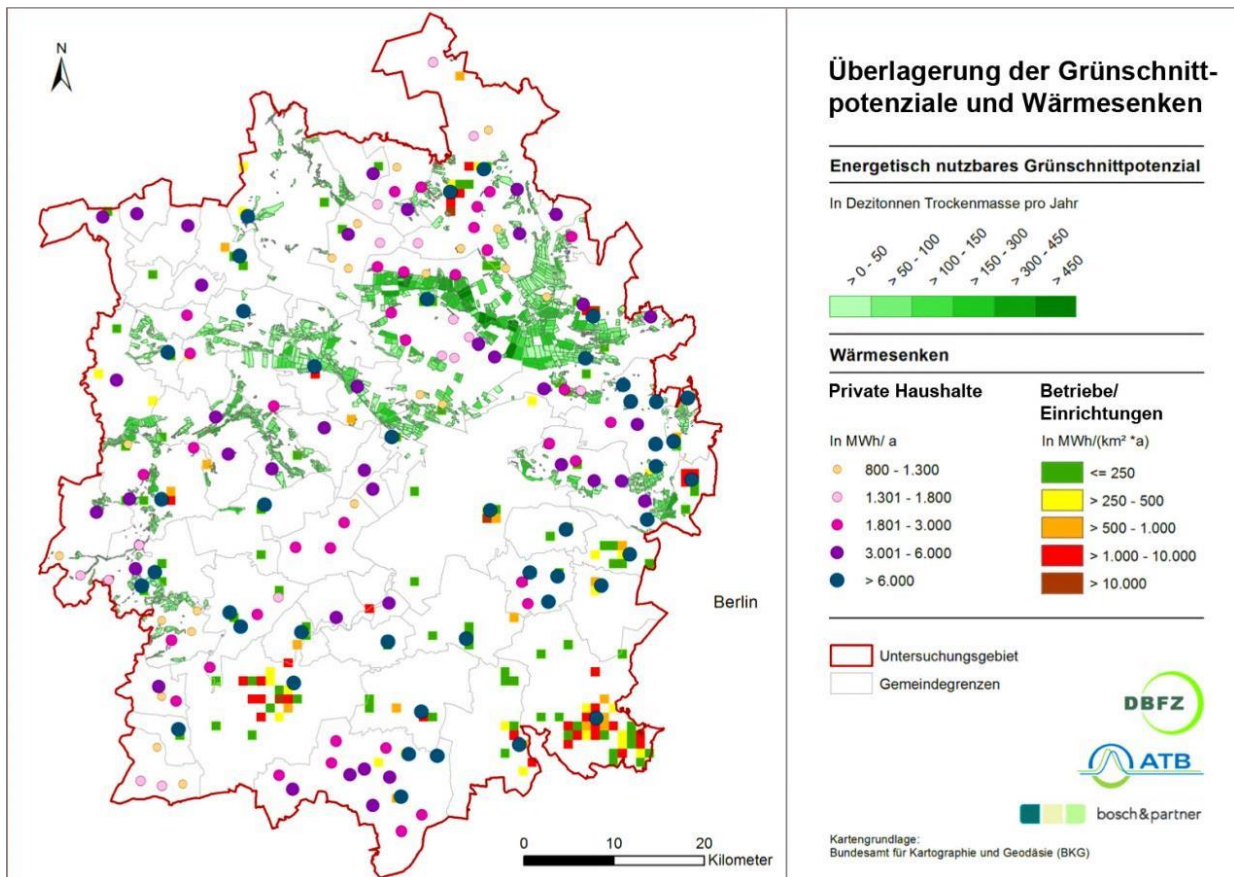 N
Berlin
0 10 20
Kilometer
Überlagerung der Grünschnitt-
potenziale und Wärmesenken
Energetisch nutzbares Grünschnittpotenzial
In Dezitonnen Trockenmasse pro Jahr
> 0 - 50
> 50 - 100
> 100 - 150
> 150 - 300
> 300 - 450
> 450
Wärmesenken
Private Haushalte
In MWh/ a
800 - 1.300
1.301 - 1.800
1.801 - 3.000
3.001 - 6.000
> 6.000
Betriebe/
Einrichtungen
In MWh/(km² *a)
<= 250
> 250 - 500
> 500 - 1.000
> 1.000 - 10.000
> 10.000
Untersuchungsgebiet
Gemeindegrenzen
DBFZ
ATB
bosch&partner
Kartengrundlage:
Bundesamt für Kartographie und Geodäsie (BKG)